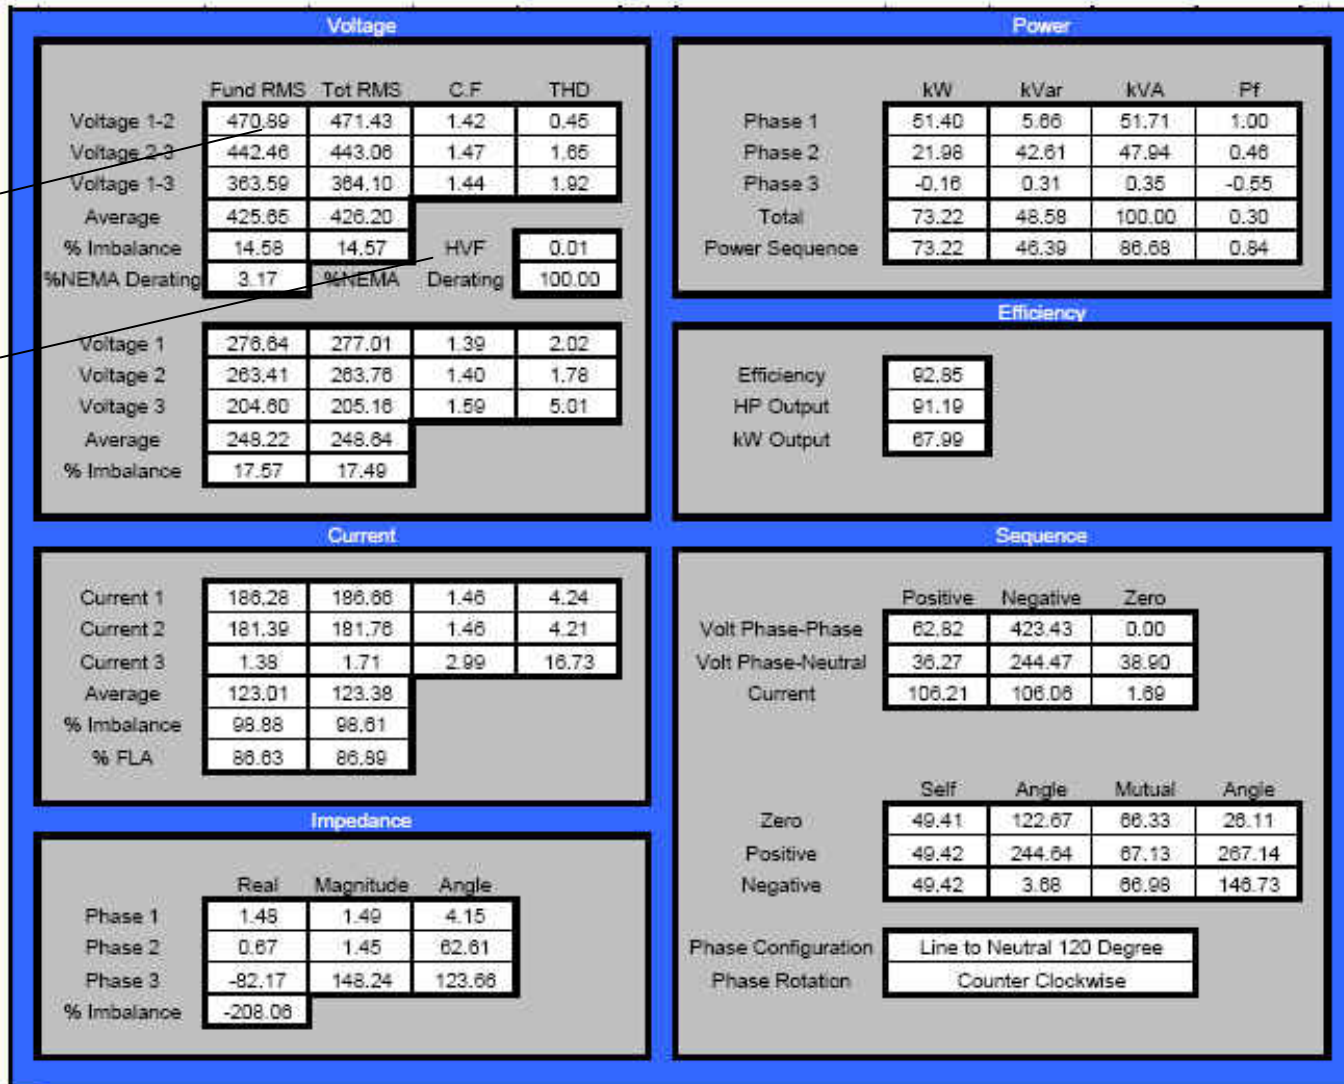 Voltage
Fund RMS Tot RMS C.F THD
Voltage 1-2 470.89 471.43 1.42 0.45
Voltage 2-3 442.46 443.06 1.47 1.65
Voltage 1-3 363.59 364.10 1.44 1.92
Average 425.65 426.20
% Imbalance 14.58 14.57 HVF 0.01
%NEMA Derating 3.17 %NEMA Derating 100.00
Voltage 1 276.64 277.01 1.39 2.02
Voltage 2 263.41 263.76 1.40 1.78
Voltage 3 204.60 205.16 1.59 5.01
Average 248.22 248.64
% Imbalance 17.57 17.49
Power
kW kVar kVA Pf
Phase 1 51.40 5.66 51.71 1.00
Phase 2 21.98 42.61 47.94 0.46
Phase 3 -0.16 0.31 0.35 -0.55
Total 73.22 48.58 100.00 0.30
Power Sequence 73.22 46.39 86.68 0.84
Efficiency
Efficiency 92.85
HP Output 91.19
kW Output 67.99
Current
Current 1 186.28 186.66 1.46 4.24
Current 2 181.39 181.76 1.46 4.21
Current 3 1.38 1.71 2.99 16.73
Average 123.01 123.38
% Imbalance 98.88 98.61
% FLA 86.63 86.89
Sequence
Positive Negative Zero
Volt Phase-Phase 62.82 423.43 0.00
Volt Phase-Neutral 36.27 244.47 38.90
Current 106.21 106.06 1.69
Self Angle Mutual Angle
Zero 49.41 122.67 66.33 26.11
Positive 49.42 244.64 67.13 267.14
Negative 49.42 3.68 66.98 146.73
Phase Configuration Line to Neutral 120 Degree
Phase Rotation Counter Clockwise
Impedance
Real Magnitude Angle
Phase 1 1.48 1.49 4.15
Phase 2 0.67 1.45 62.61
Phase 3 -82.17 148.24 123.66
% Imbalance -208.06